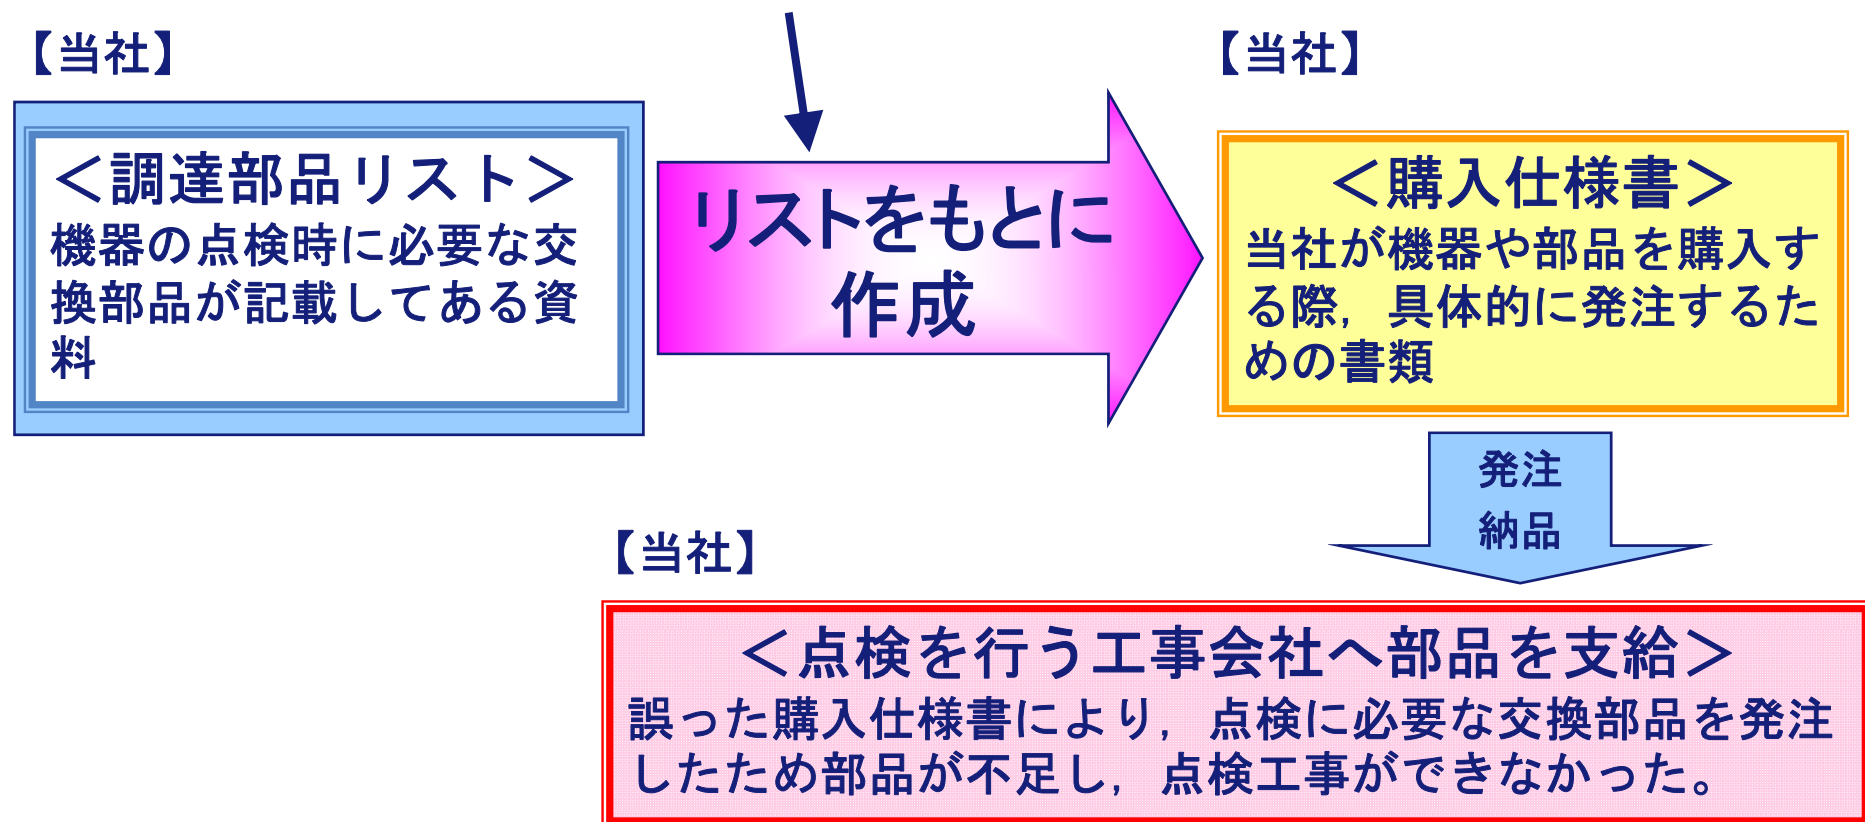 【当社】
＜調達部品リスト＞
機器の点検時に必要な交
換部品が記載してある資
料
リストをもとに
作成
【当社】
＜購入仕様書＞
当社が機器や部品を購入す
る際，具体的に発注するた
めの書類
発注
納品
【当社】
＜点検を行う工事会社へ部品を支給＞
誤った購入仕様書により，点検に必要な交換部品を発注
したため部品が不足し，点検工事ができなかった。